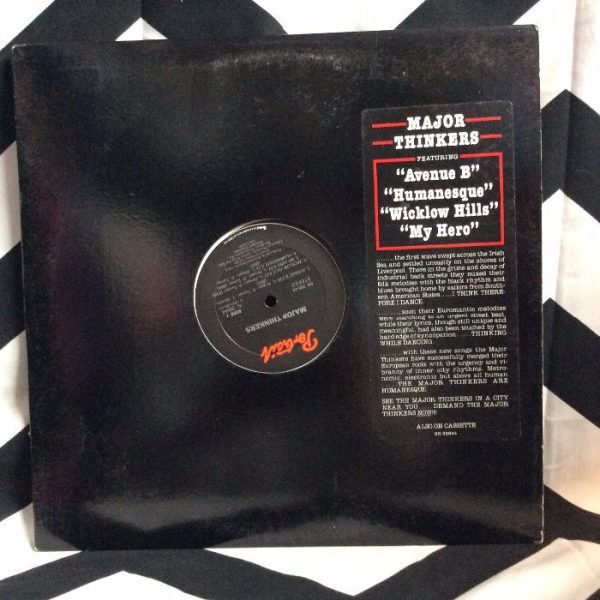 MAJOR
THINKERS
FEATURING
"Avenue B"
"Humanesque"
"Wicklow Hills"
"My Hero"
........the first wave swept across the Irish
Sea and settled uneasily on the shores of
Liverpool. There in the grime and decay of
industrial back streets they mixed their
folk melodies with the black rhythm and
blues brought home by sailors from South-
ern American States......I THINK THERE-
FORE I DANCE.
........soon their Euromantic melodies
were searching to an urgent street beat,
while their lyrics, though still unique and
meaningful, had also been touched by the
hard edge of syncopation.......THINKING
WHILE DANCING.
........with these new songs the Major
Thinkers have successfully merged their
European roots with the urgency and vi-
brancy of inner city rhythms. Metro-
nomic, electronic but above all human
......THE MAJOR THINKERS ARE
HUMANESQUE.
SEE THE MAJOR THINKERS IN A CITY
NEAR YOU.....DEMAND THE MAJOR
THINKERS NOW!!!
ALSO ON CASSETTE
Portrait
MAJOR THINKERS
STEREO
SIDE